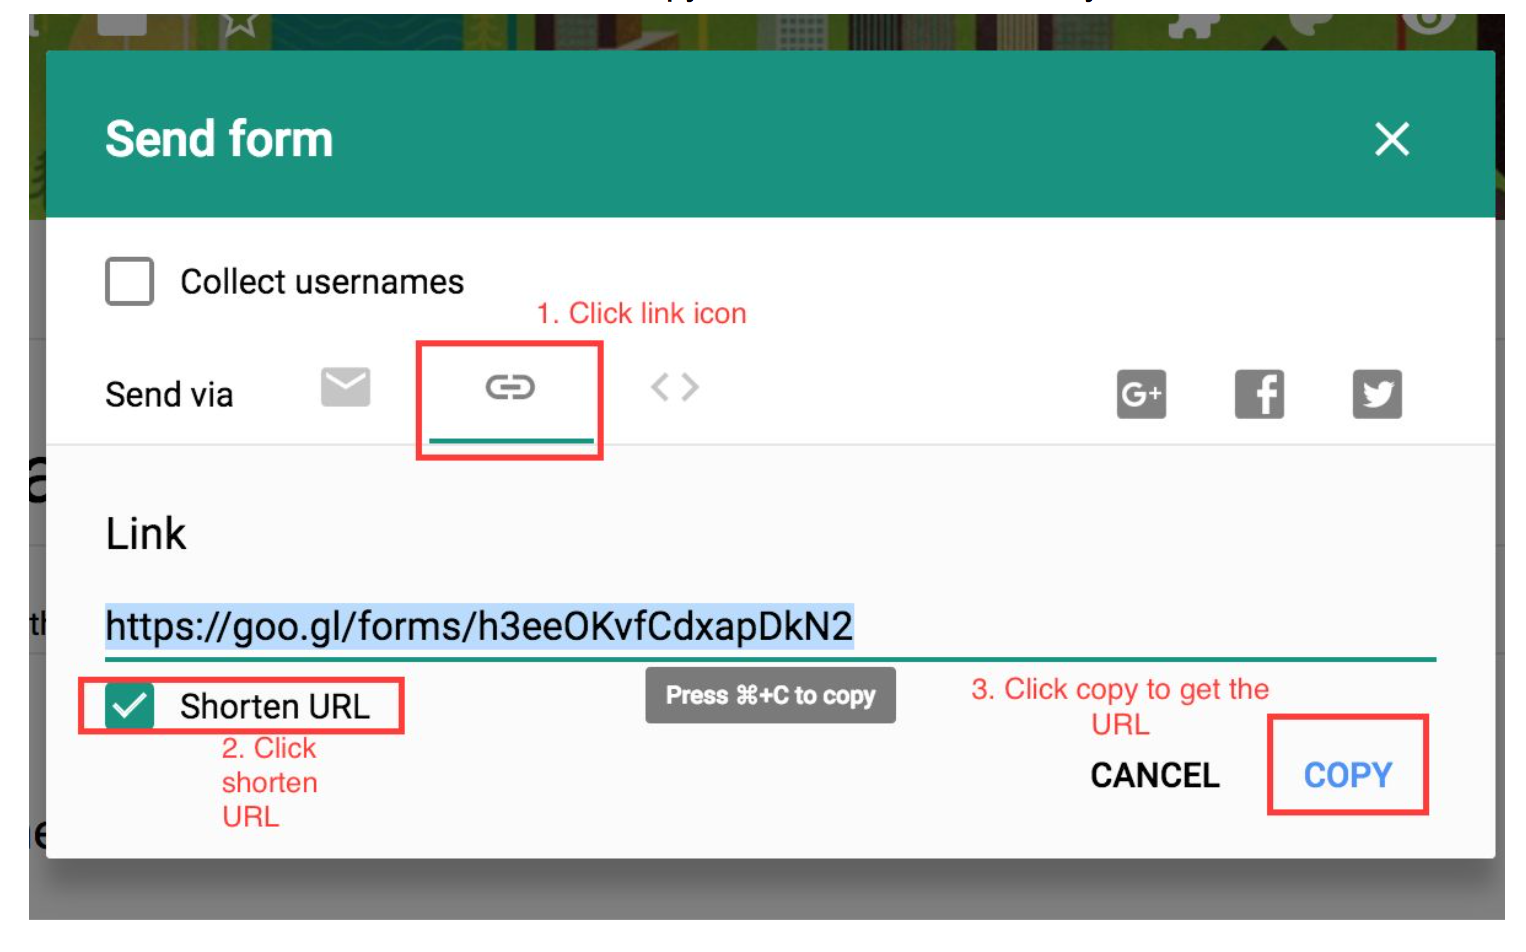 Send form
Collect usernames
1. Click link icon
Send via
G+
Link
https://goo.gl/forms/h3eeOKvfCdxapDkN2
Shorten URL
Press ⌘+C to copy
3. Click copy to get the
URL
2. Click
shorten
URL
CANCEL
COPY